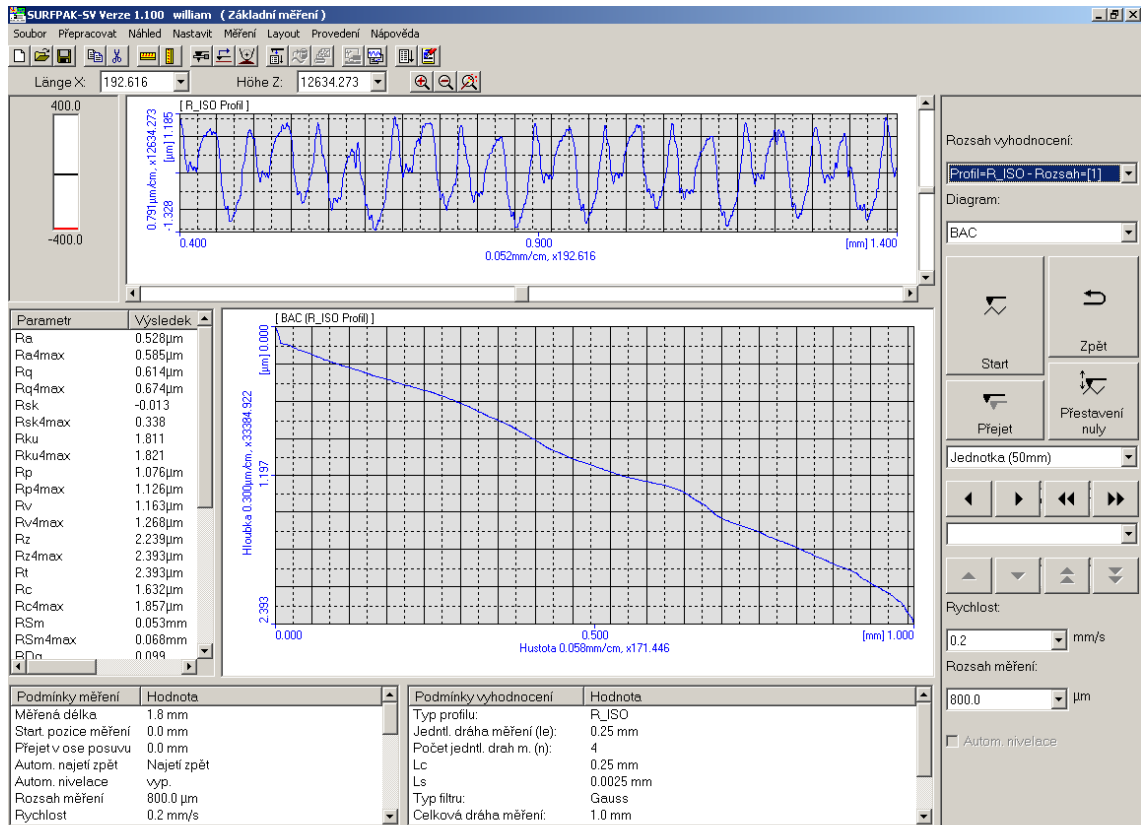 SURFPAK-SV Verze 1.100 william ( Základní měření )
Soubor Přepracovat Náhled Nastavit Měření Layout Provedení Nápověda
Länge X: 192.616 Höhe Z: 12634.273
400.0
-400.0
[ R_ISO Profil ]
0.791 µm/cm, x12634.273
[µm] 1.185
-1.328
0.400 0.900 [mm] 1.400
0.052mm/cm, x192.616
Parametr Výsledek
Ra 0.528µm
Ra4max 0.585µm
Rq 0.614µm
Rq4max 0.674µm
Rsk -0.013
Rsk4max 0.338
Rku 1.811
Rku4max 1.821
Rp 1.076µm
Rp4max 1.126µm
Rv 1.163µm
Rv4max 1.268µm
Rz 2.239µm
Rz4max 2.393µm
Rt 2.393µm
Rc 1.632µm
Rc4max 1.857µm
RSm 0.053mm
RSm4max 0.068mm
RDq 0.099
[ BAC (R_ISO Profil) ]
Hloubka 0.300µm/cm, x33384.922
[µm] 0.000
1.197
2.393
0.000 0.500 [mm] 1.000
Hustota 0.058mm/cm, x171.446
Podmínky měření Hodnota
Měřená délka 1.8 mm
Start. pozice měření 0.0 mm
Přejet v ose posuvu 0.0 mm
Autom. najetí zpět Najetí zpět
Autom. nivelace vyp.
Rozsah měření 800.0 µm
Rychlost 0.2 mm/s
Podmínky vyhodnocení Hodnota
Typ profilu: R_ISO
Jedntl. dráha měření (le): 0.25 mm
Počet jedntl. drah m. (n): 4
Lc 0.25 mm
Ls 0.0025 mm
Typ filtru: Gauss
Celková dráha měření: 1.0 mm
Rozsah vyhodnocení:
Profil=R_ISO - Rozsah=[1]
Diagram:
BAC
Start
Zpět
Přejet
Přestavení
nuly
Jednotka (50mm)
Rychlost:
0.2 mm/s
Rozsah měření:
800.0 µm
Autom. nivelace